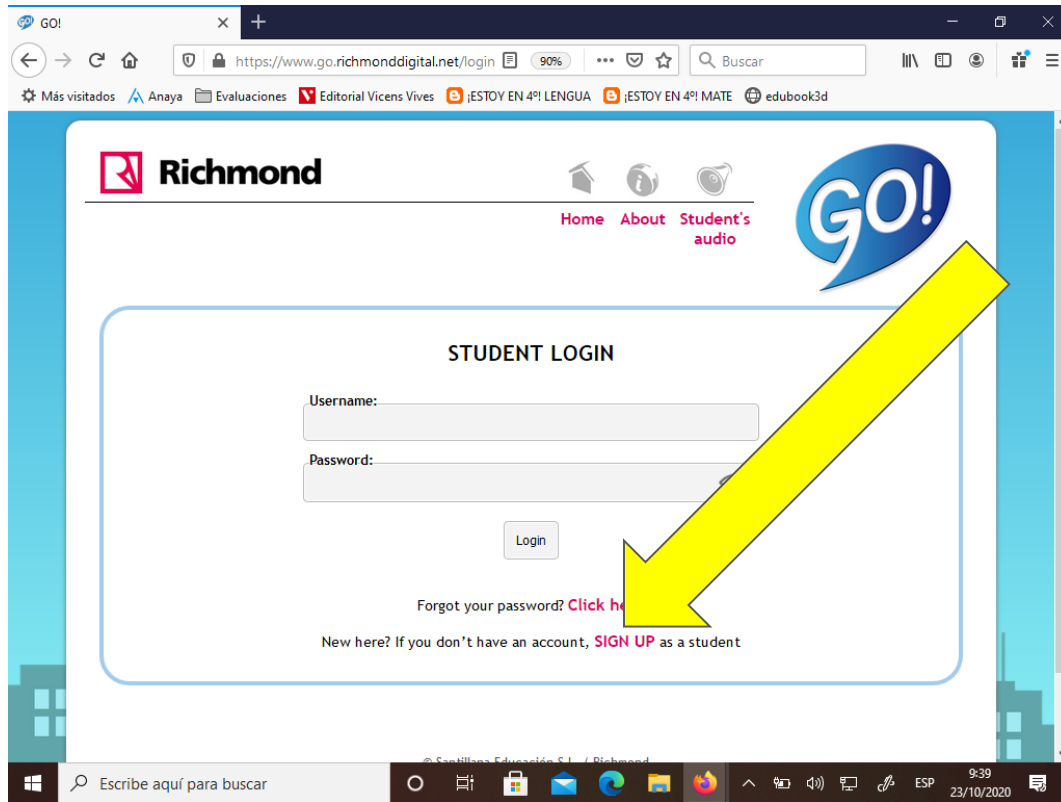 GO!
https://www.go.richmonddigital.net/login
90%
Buscar
Más visitados
Anaya
Evaluaciones
Editorial Vicens Vives
¡ESTOY EN 4º! LENGUA
¡ESTOY EN 4º! MATE
edubook3d
Richmond
Home
About
Student's
audio
GO!
STUDENT LOGIN
Username:
Password:
Login
Forgot your password? Click
New here? If you don't have an account, SIGN UP as a student
© Santillana Educación S.L. / Richmond
Escribe aquí para buscar
ESP
9:39
23/10/2020